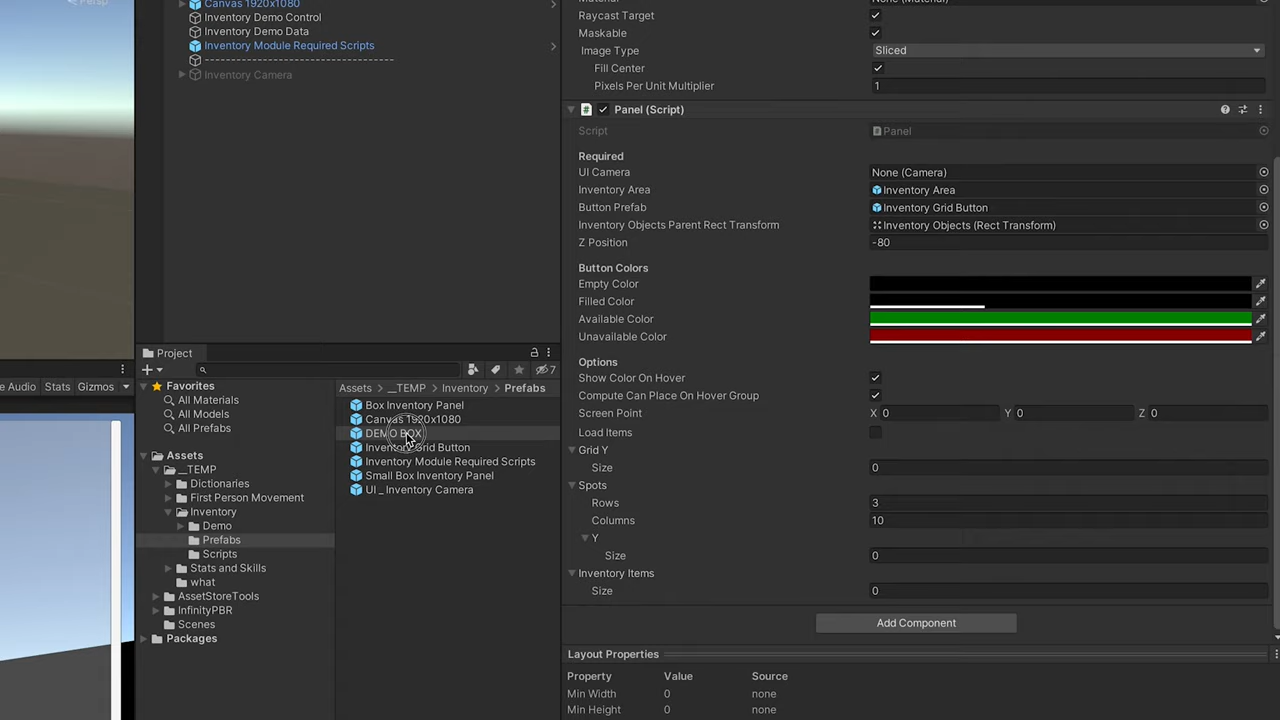 Persp
Canvas 1920x1080
Inventory Demo Control
Inventory Demo Data
Inventory Module Required Scripts
----------------------------------
Inventory Camera
Raycast Target
Maskable
Image Type Sliced
Fill Center
Pixels Per Unit Multiplier 1
# Panel (Script)
Script Panel
Required
UI Camera None (Camera)
Inventory Area Inventory Area
Button Prefab Inventory Grid Button
Inventory Objects Parent Rect Transform Inventory Objects (Rect Transform)
Z Position -80
Button Colors
Empty Color
Filled Color
Available Color
Unavailable Color
Options
Show Color On Hover
Compute Can Place On Hover Group
Screen Point X 0 Y 0 Z 0
Load Items
Grid Y
Size 0
Spots
Rows 3
Columns 10
Y
Size 0
Inventory Items
Size 0
Add Component
Layout Properties
Property Value Source
Min Width 0 none
Min Height 0 none
Project
7
e Audio Stats Gizmos
Favorites
All Materials
All Models
All Prefabs
Assets
__TEMP
Dictionaries
First Person Movement
Inventory
Demo
Prefabs
Scripts
Stats and Skills
what
AssetStoreTools
InfinityPBR
Scenes
Packages
Assets > __TEMP > Inventory > Prefabs
Box Inventory Panel
Canvas 1920x1080
DEMO BOX
Inventory Grid Button
Inventory Module Required Scripts
Small Box Inventory Panel
UI _ Inventory Camera